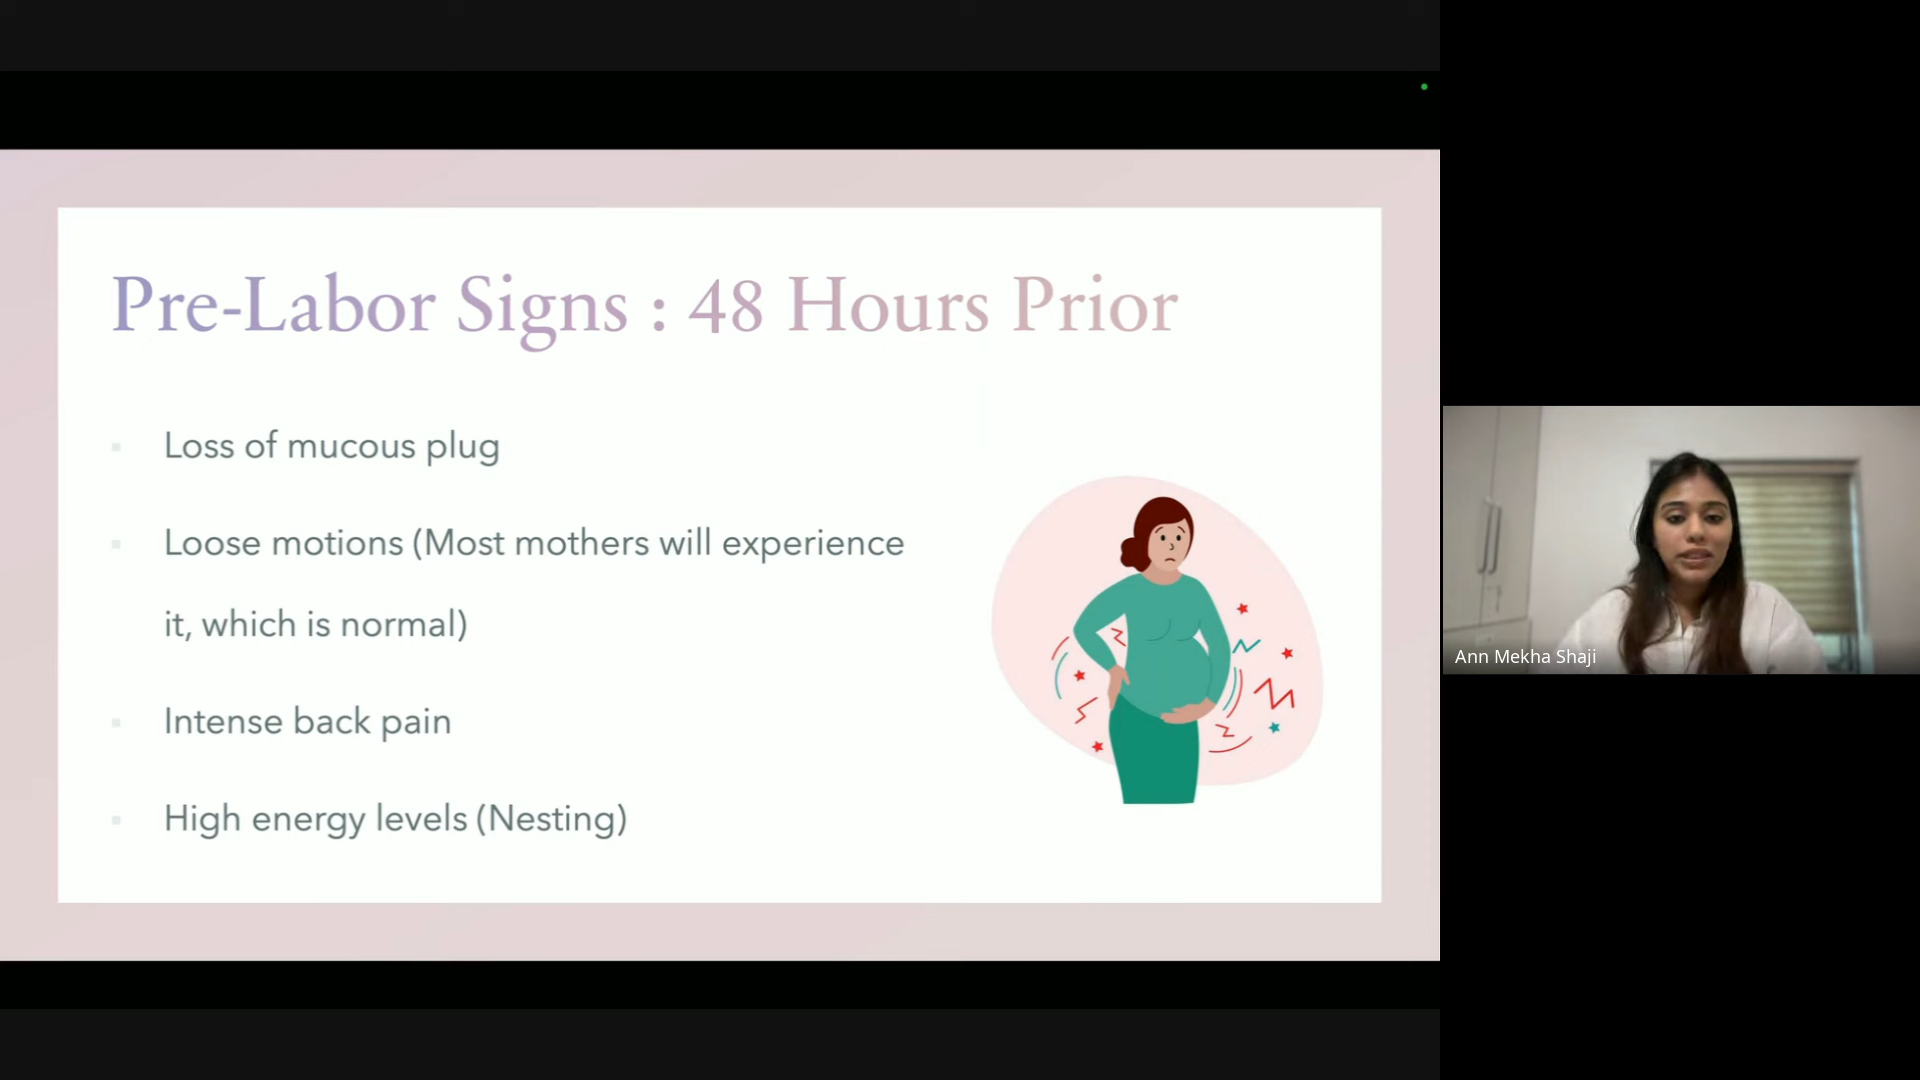 Pre-Labor Signs : 48 Hours Prior
Loss of mucous plug
Loose motions (Most mothers will experience
it, which is normal)
Intense back pain
High energy levels (Nesting)
Ann Mekha Shaji